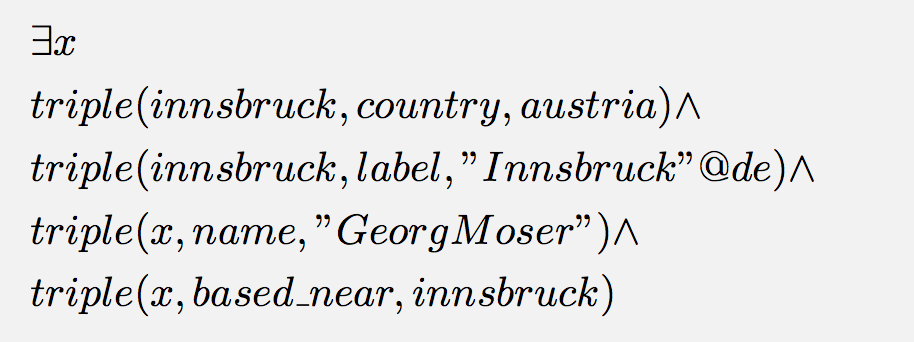 ∃x
triple(innsbruck, country, austria)∧
triple(innsbruck, label, ”Innsbruck”@de)∧
triple(x, name, ”GeorgMoser”)∧
triple(x, based_near, innsbruck)